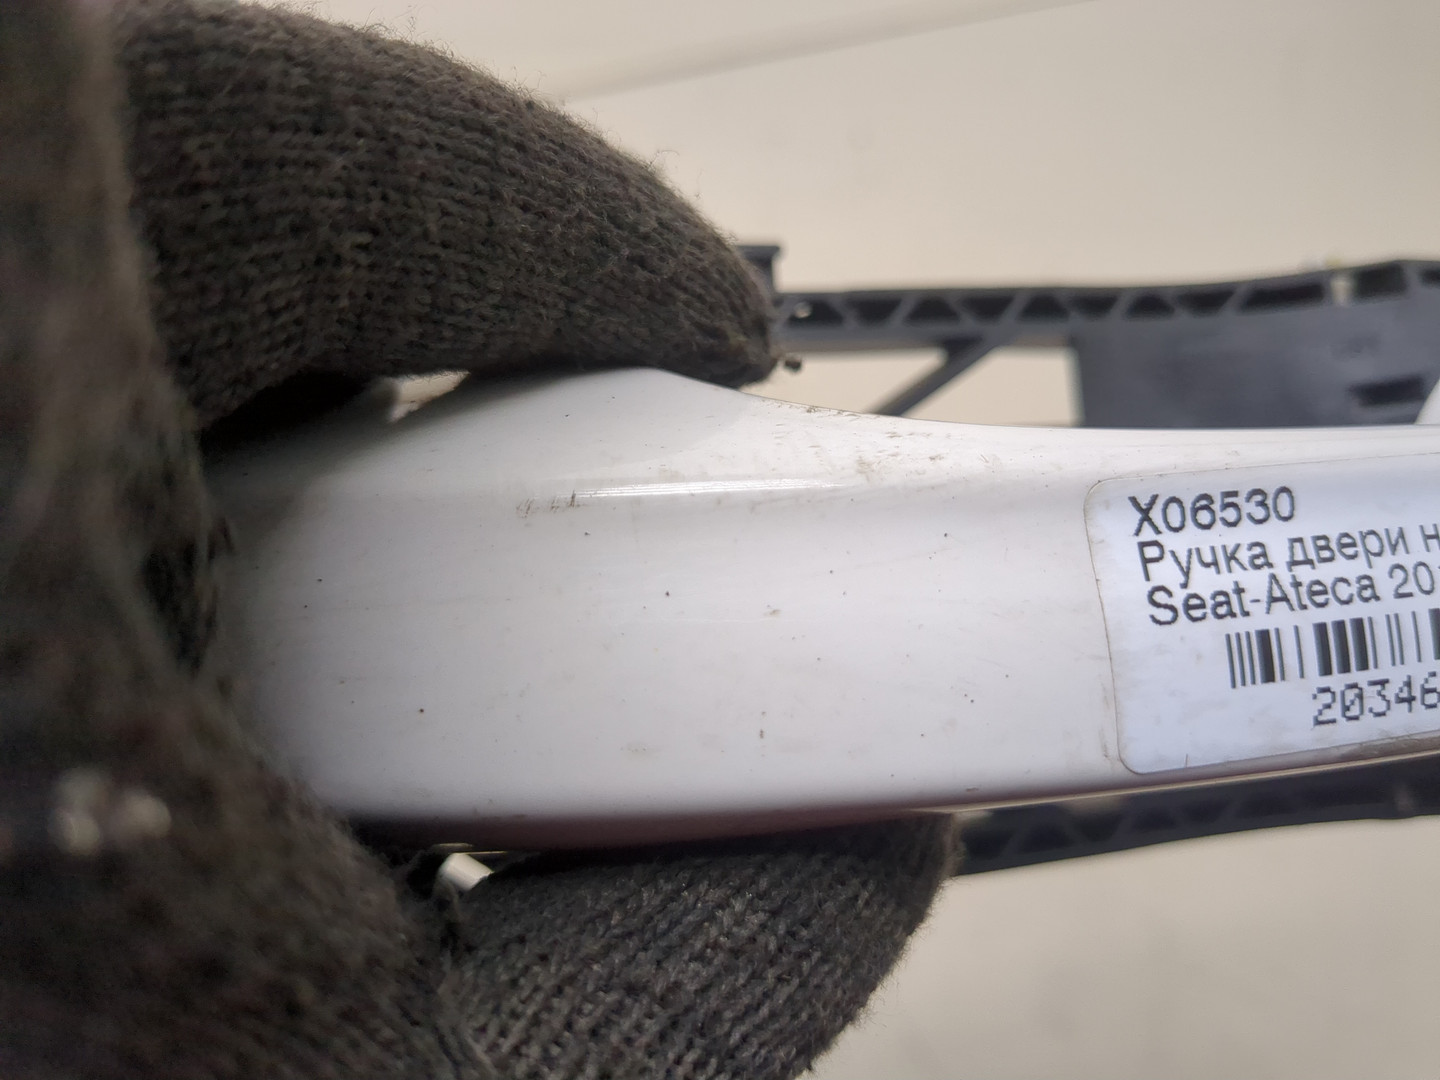 X06530
Ручка двери н
Seat-Ateca 20
20346